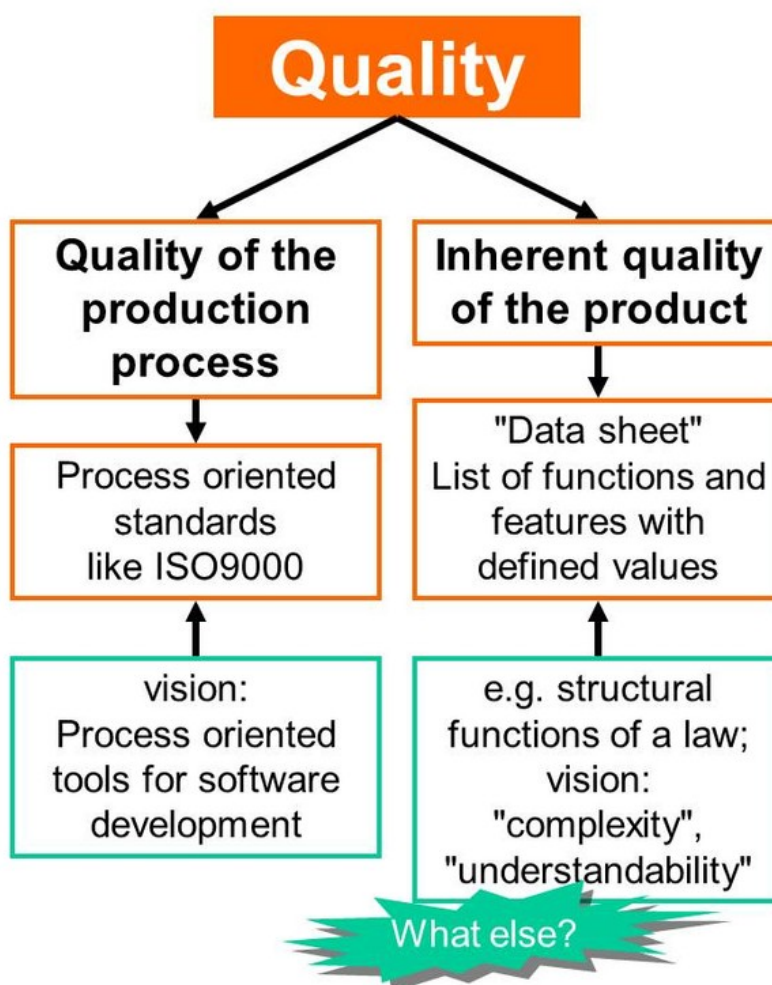 Quality
Quality of the
production
process
Inherent quality
of the product
Process oriented
standards
like ISO9000
"Data sheet"
List of functions and
features with
defined values
vision:
Process oriented
tools for software
development
e.g. structural
functions of a law;
vision:
"complexity",
"understandability"
What else?